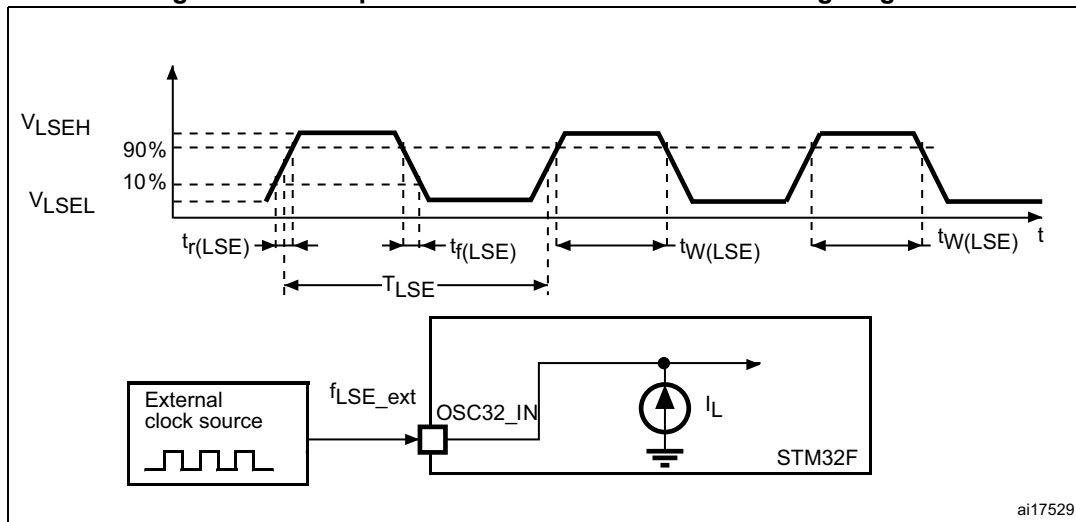 VLSEH
90%
10%
VLSEL
tr(LSE)
tf(LSE)
tW(LSE)
tW(LSE)
t
TLSE
External
clock source
fLSE_ext
OSC32_IN
IL
STM32F
ai17529